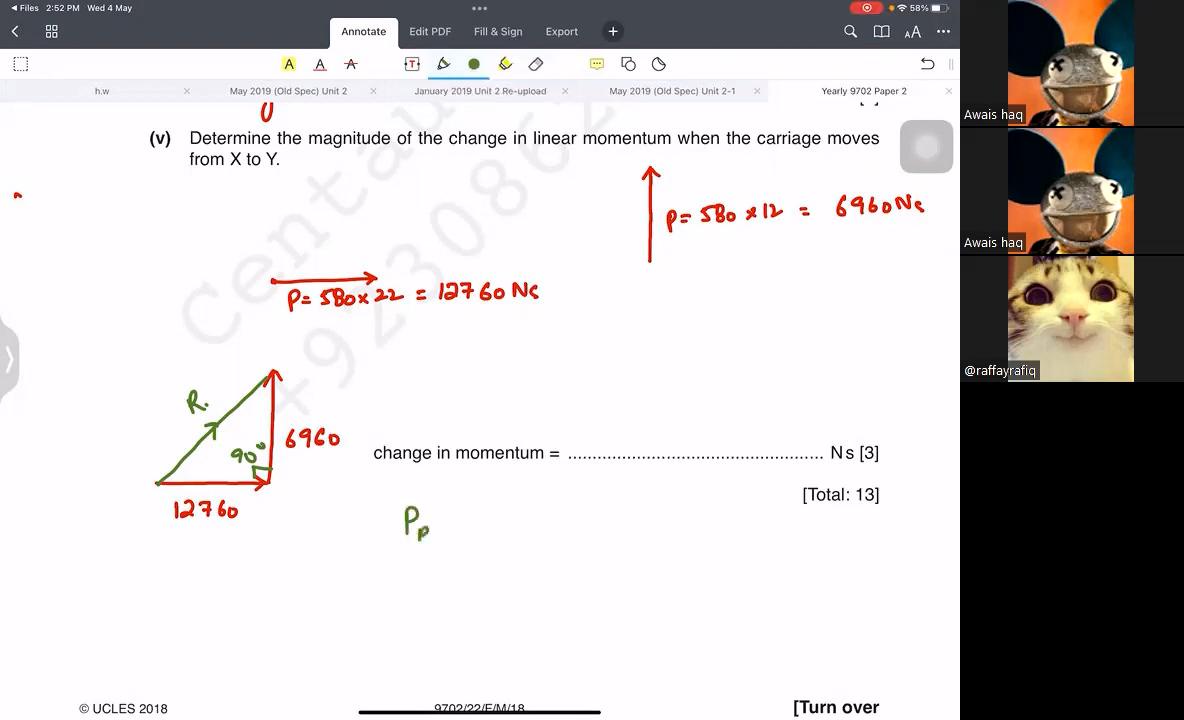 Files 2:52 PM Wed 4 May 58%
Annotate Edit PDF Fill & Sign Export
AA
A A A T
h.w May 2019 (Old Spec) Unit 2 January 2019 Unit 2 Re-upload May 2019 (Old Spec) Unit 2-1 Yearly 9702 Paper 2
(v) Determine the magnitude of the change in linear momentum when the carriage moves
from X to Y.
P = 580 × 12 = 6960 Ns
P = 580 × 22 = 12760 Ns
R.
90°
6960
12760
change in momentum = .................................................... N s [3]
[Total: 13]
Pp
© UCLES 2018
9702/22/F/M/18
[Turn over
Centau
+9230862
Awais haq
Awais haq
@raffayrafiq